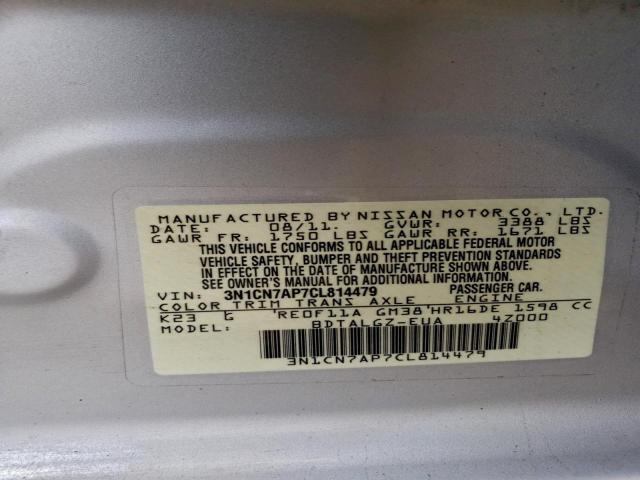 MANUFACTURED BY NISSAN MOTOR CO., LTD.
DATE: 08/11. GVWR: 3388 LBS
GAWR FR: 1750 LBS GAWR RR: 1671 LBS
THIS VEHICLE CONFORMS TO ALL APPLICABLE FEDERAL MOTOR
VEHICLE SAFETY, BUMPER AND THEFT PREVENTION STANDARDS
IN EFFECT ON THE DATE OF MANUFACTURE SHOWN ABOVE.
SEE OWNER'S MANUAL FOR ADDITIONAL INFORMATION.
VIN: 3N1CN7AP7CL814479 PASSENGER CAR
COLOR TRIM TRANS AXLE ENGINE
K23 G 'RE0F11A GM38'HR16DE 1598 CC
BDTALGZ-EUA 4Z000
3N1CN7AP7CL814479